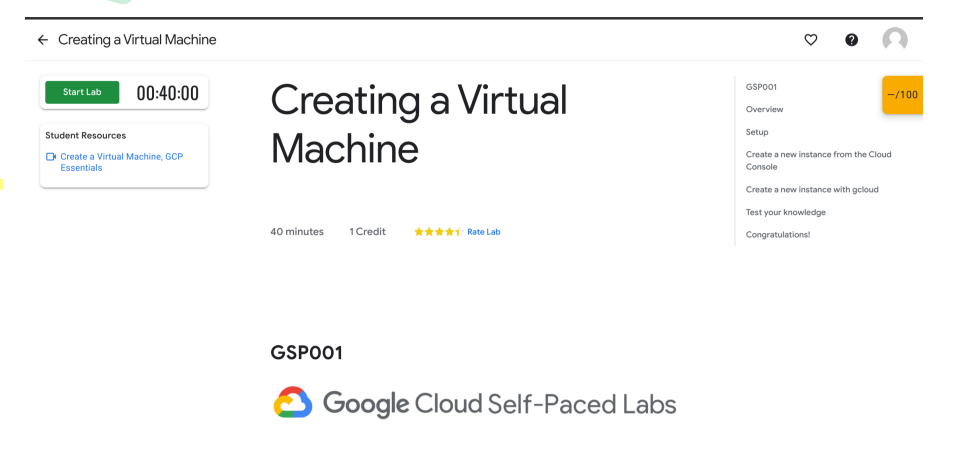 Creating a Virtual Machine
Start Lab
00:40:00
Student Resources
Create a Virtual Machine, GCP
Essentials
Creating a Virtual
Machine
40 minutes
1 Credit
Rate Lab
GSP001
Google Cloud Self-Paced Labs
GSP001
Overview
Setup
Create a new instance from the Cloud
Console
Create a new instance with gcloud
Test your knowledge
Congratulations!
–/100